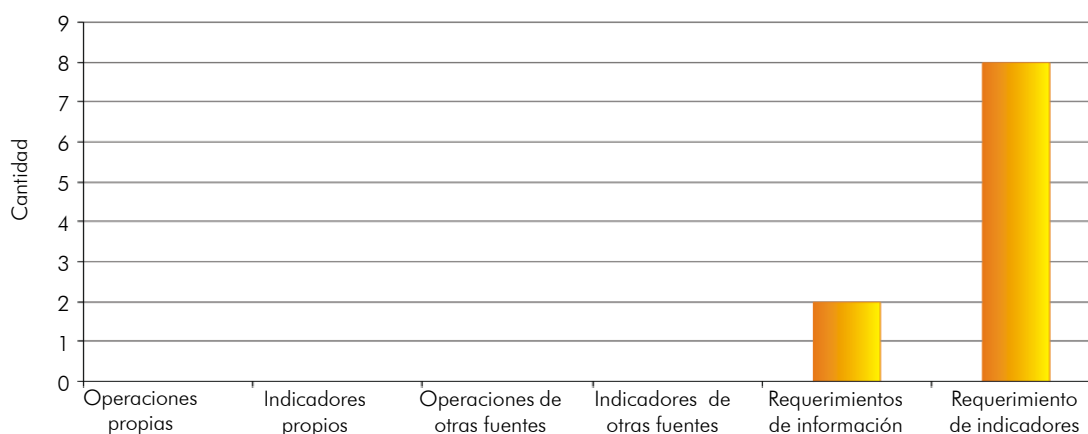 Cantidad
9
8
7
6
5
4
3
2
1
0
Operaciones
propias
Indicadores
propios
Operaciones de
otras fuentes
Indicadores de
otras fuentes
Requerimientos
de información
Requerimiento
de indicadores